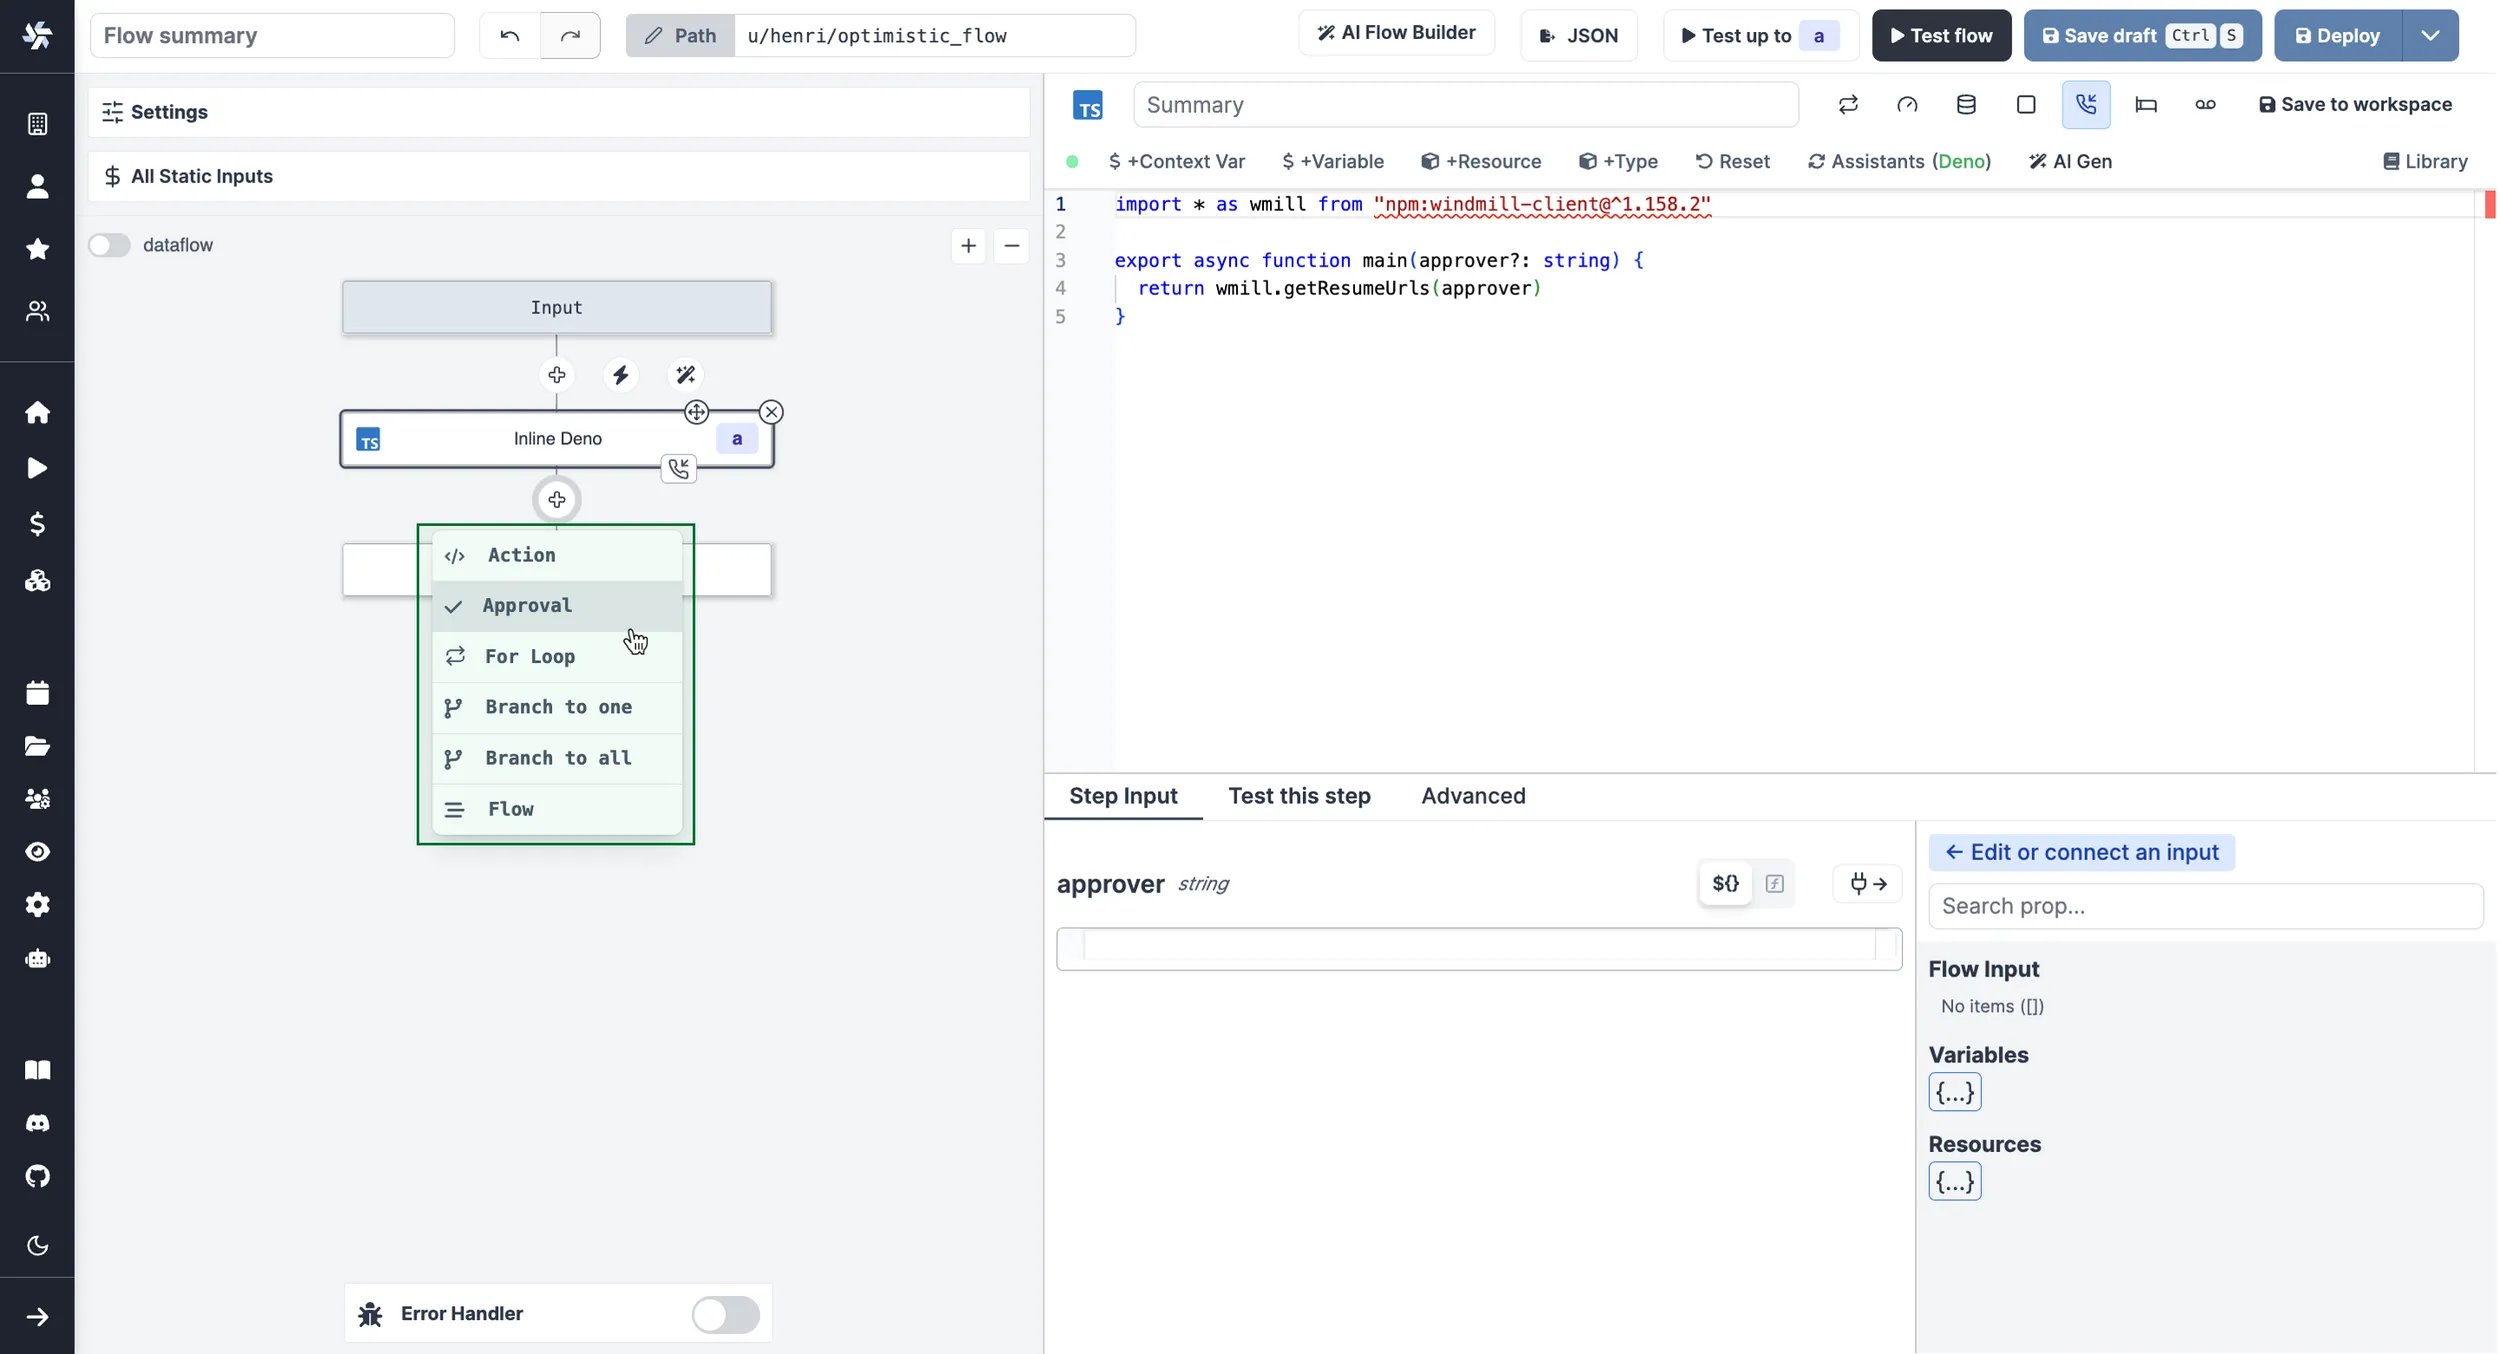 Flow summary
Path
u/henri/optimistic_flow
AI Flow Builder
JSON
Test up to a
Test flow
Save draft Ctrl S
Deploy
Settings
All Static Inputs
dataflow
Input
TS
Inline Deno
a
Action
Approval
For Loop
Branch to one
Branch to all
Flow
Error Handler
TS
Summary
Save to workspace
$ +Context Var
$ +Variable
+Resource
+Type
Reset
Assistants (Deno)
AI Gen
Library
1 import * as wmill from "npm:windmill-client@^1.158.2"
2
3 export async function main(approver?: string) {
4 return wmill.getResumeUrls(approver)
5 }
Step Input
Test this step
Advanced
approver string
${}
← Edit or connect an input
Search prop...
Flow Input
No items ([])
Variables
{...}
Resources
{...}